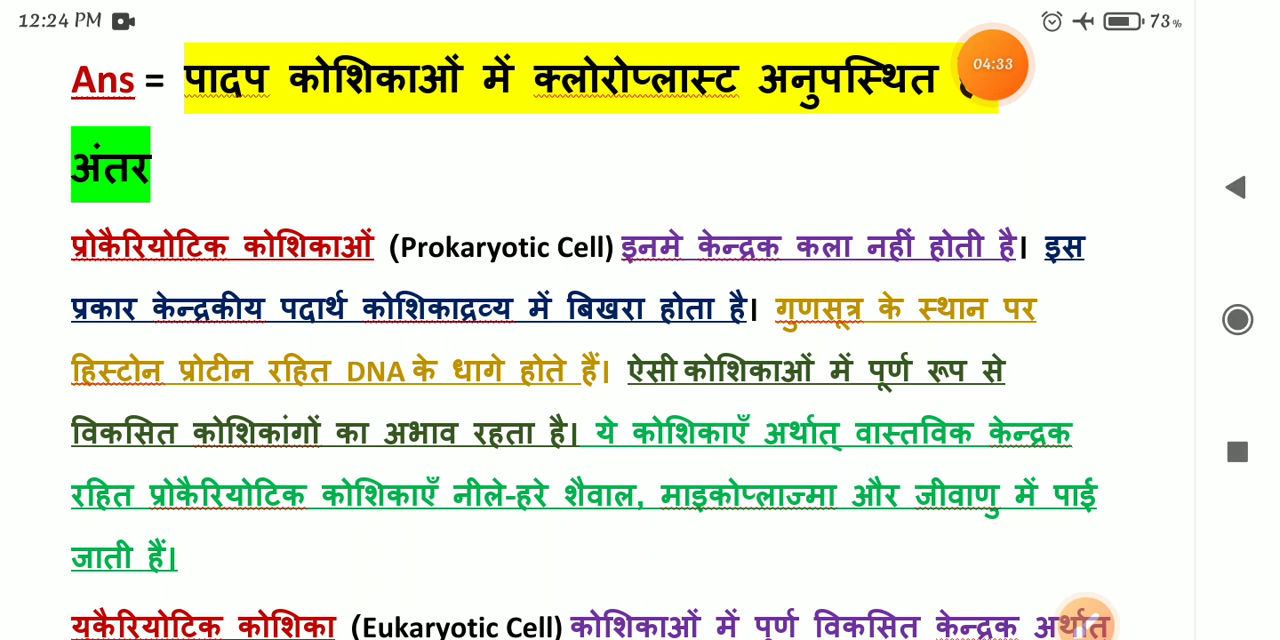 12:24 PM
73%
04:33
Ans = पादप कोशिकाओं में क्लोरोप्लास्ट अनुपस्थित
अंतर
प्रोकैरियोटिक कोशिकाओं (Prokaryotic Cell) इनमे केन्द्रक कला नहीं होती है। इस
प्रकार केन्द्रकीय पदार्थ कोशिकाद्रव्य में बिखरा होता है। गुणसूत्र के स्थान पर
हिस्टोन प्रोटीन रहित DNA के धागे होते हैं। ऐसी कोशिकाओं में पूर्ण रूप से
विकसित कोशिकांगों का अभाव रहता है। ये कोशिकाएँ अर्थात् वास्तविक केन्द्रक
रहित प्रोकैरियोटिक कोशिकाएँ नीले-हरे शैवाल, माइकोप्लाज्मा और जीवाणु में पाई
जाती हैं।
यूकैरियोटिक कोशिका (Eukaryotic Cell) कोशिकाओं में पूर्ण विकसित केन्द्रक अर्थात